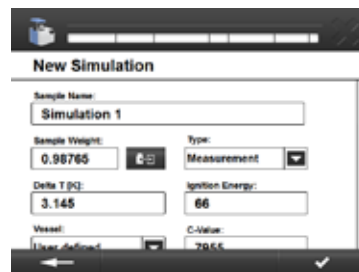 New Simulation
Sample Name:
Simulation 1
Sample Weight: Type:
0.98765 Measurement
Delta T [K]: Ignition Energy:
3.145 66
Vessel: C-Value:
User defined 7955